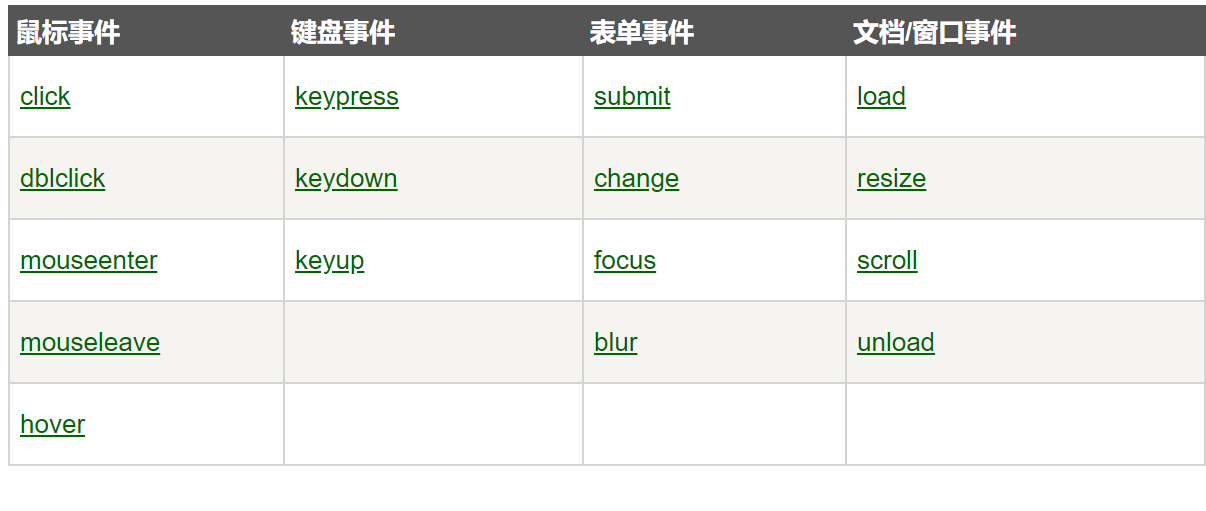 鼠标事件 键盘事件 表单事件 文档/窗口事件
click keypress submit load
dblclick keydown change resize
mouseenter keyup focus scroll
mouseleave blur unload
hover